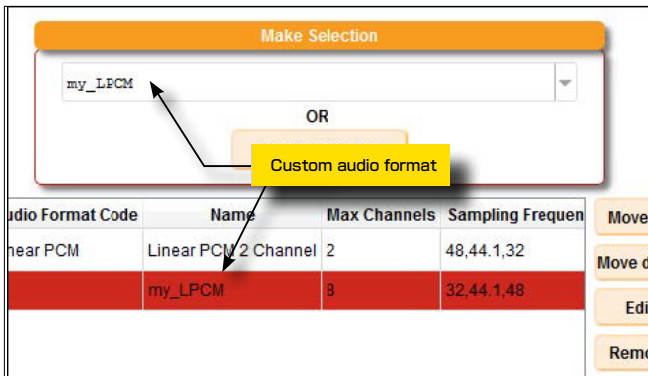 Make Selection
my_LPCM
OR
Custom audio format
udio Format Code Name Max Channels Sampling Frequen
near PCM Linear PCM 2 Channel 2 48,44.1,32
my_LPCM 8 32,44.1,48
Move
Move d
Edi
Remo